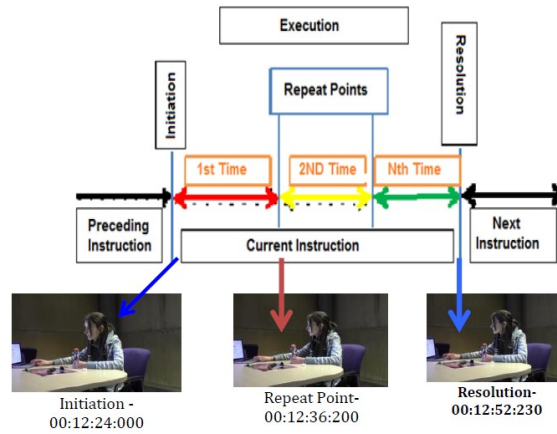 Execution
Initiation
Repeat Points
Resolution
1st Time
2ND Time
Nth Time
Preceding
Instruction
Current Instruction
Next
Instruction
Initiation -
00:12:24:000
Repeat Point-
00:12:36:200
Resolution-
00:12:52:230